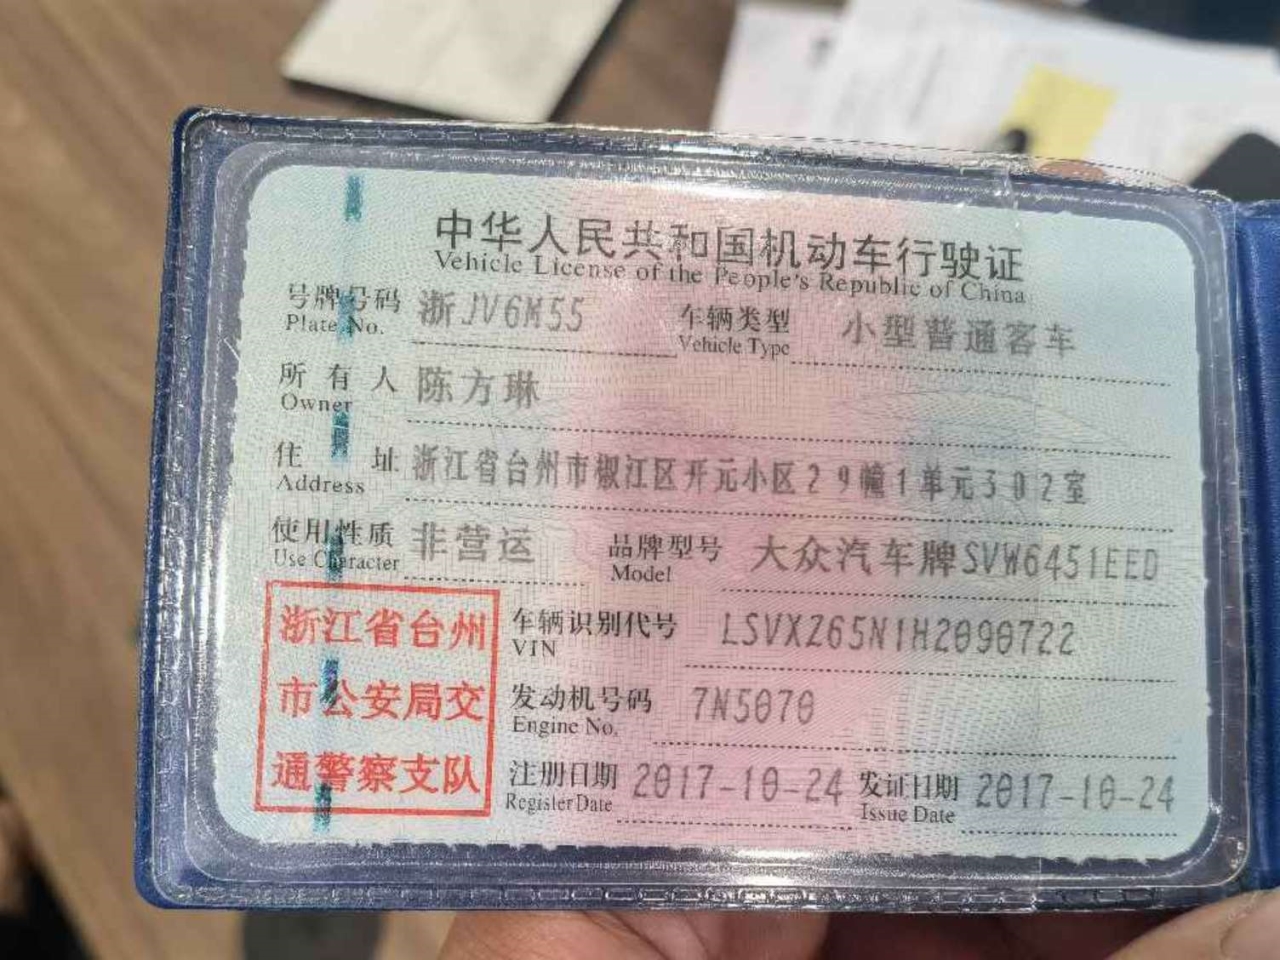 中华人民共和国机动车行驶证
Vehicle License of the People's Republic of China
号牌号码 浙JV6M55 车辆类型 小型普通客车
Plate No. Vehicle Type
所有人 陈方琳
Owner
住址 浙江省台州市椒江区开元小区29幢1单元302室
Address
使用性质 非营运 品牌型号 大众汽车牌SVW6451EED
Use Character Model
浙江省台州
市公安局交
通警察支队
车辆识别代号 LSVXZ65N1H2090722
VIN
发动机号码 7N5070
Engine No.
注册日期 2017-10-24 发证日期 2017-10-24
Register Date Issue Date